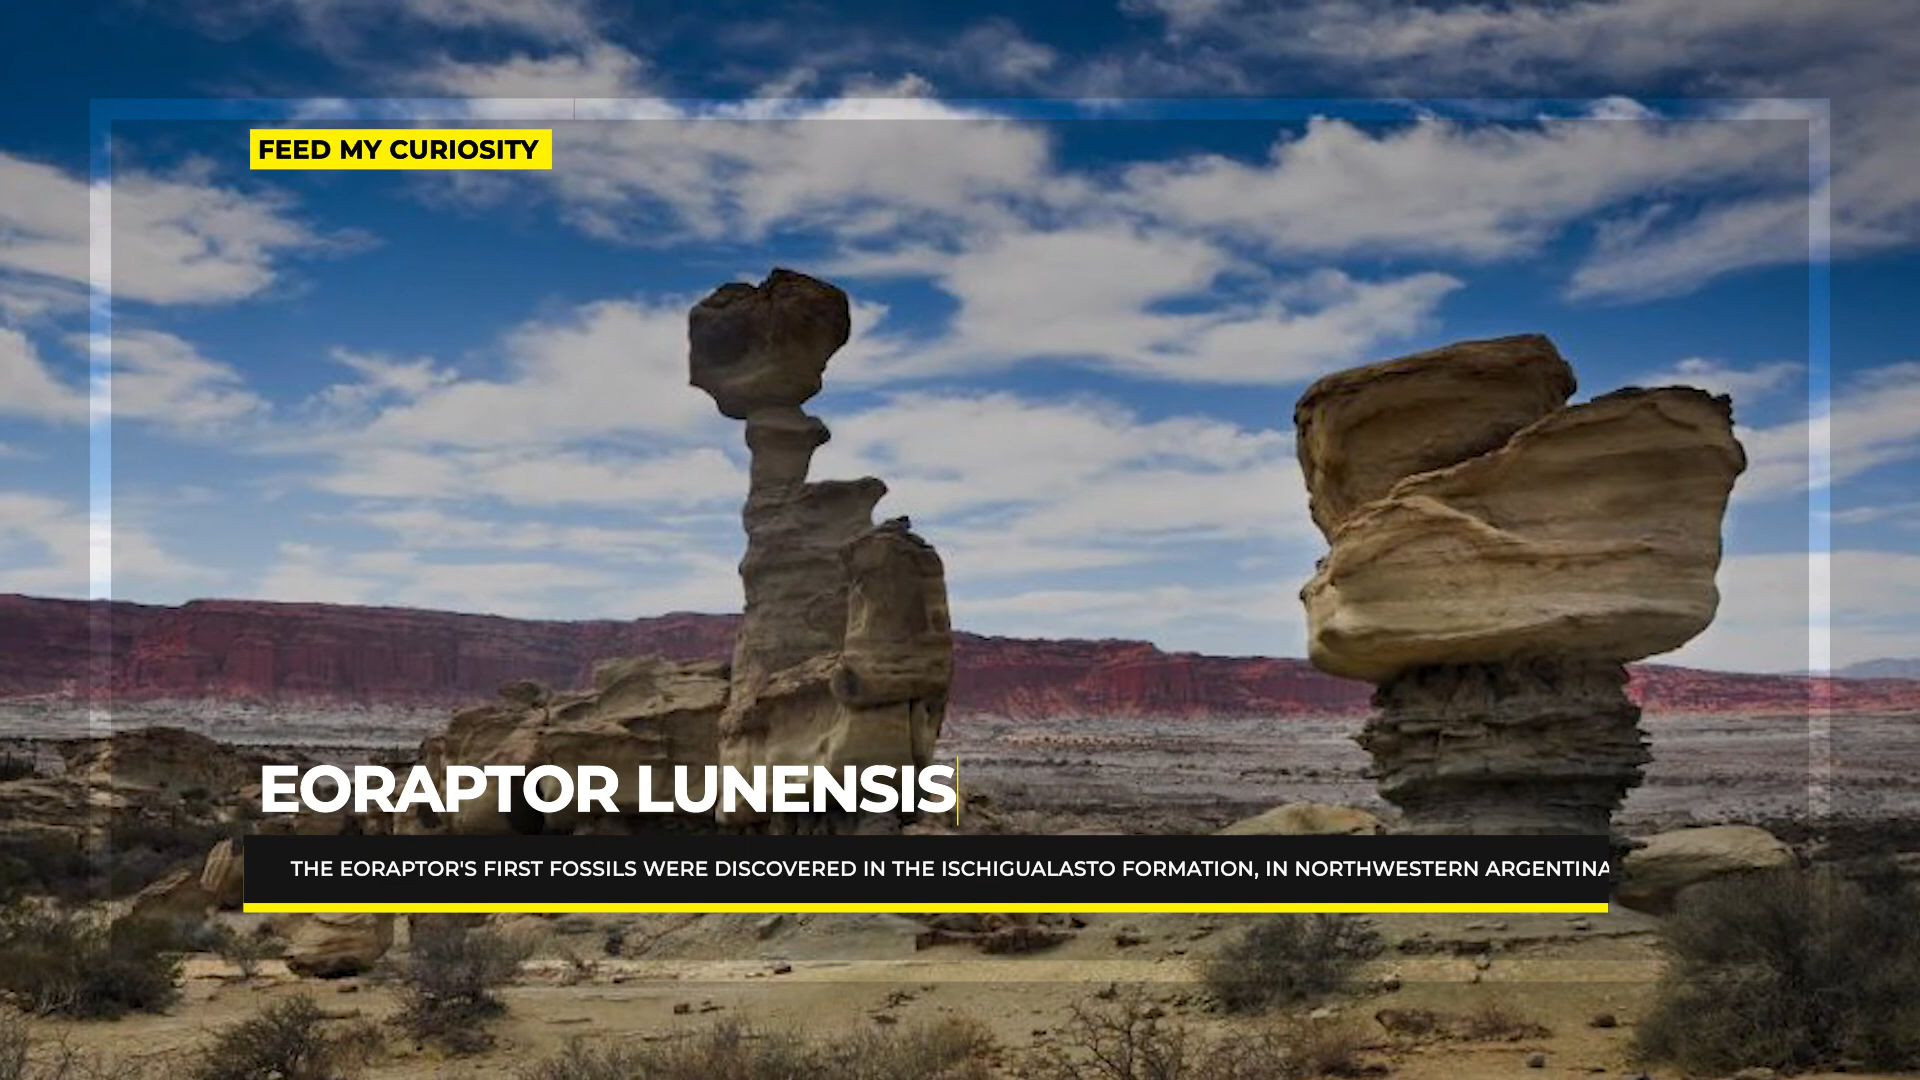 FEED MY CURIOSITY
EORAPTOR LUNENSIS
THE EORAPTOR'S FIRST FOSSILS WERE DISCOVERED IN THE ISCHIGUALASTO FORMATION, IN NORTHWESTERN ARGENTINA